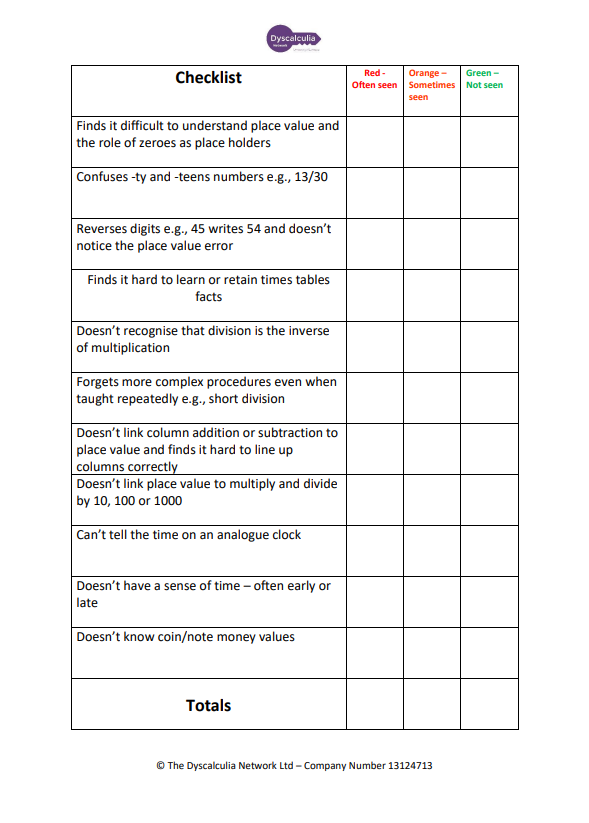 Dyscalculia
Network
Checklist
Red -
Often seen
Orange –
Sometimes
seen
Green –
Not seen
Finds it difficult to understand place value and
the role of zeroes as place holders
Confuses -ty and -teens numbers e.g., 13/30
Reverses digits e.g., 45 writes 54 and doesn’t
notice the place value error
Finds it hard to learn or retain times tables
facts
Doesn’t recognise that division is the inverse
of multiplication
Forgets more complex procedures even when
taught repeatedly e.g., short division
Doesn’t link column addition or subtraction to
place value and finds it hard to line up
columns correctly
Doesn’t link place value to multiply and divide
by 10, 100 or 1000
Can’t tell the time on an analogue clock
Doesn’t have a sense of time – often early or
late
Doesn’t know coin/note money values
Totals
© The Dyscalculia Network Ltd – Company Number 13124713